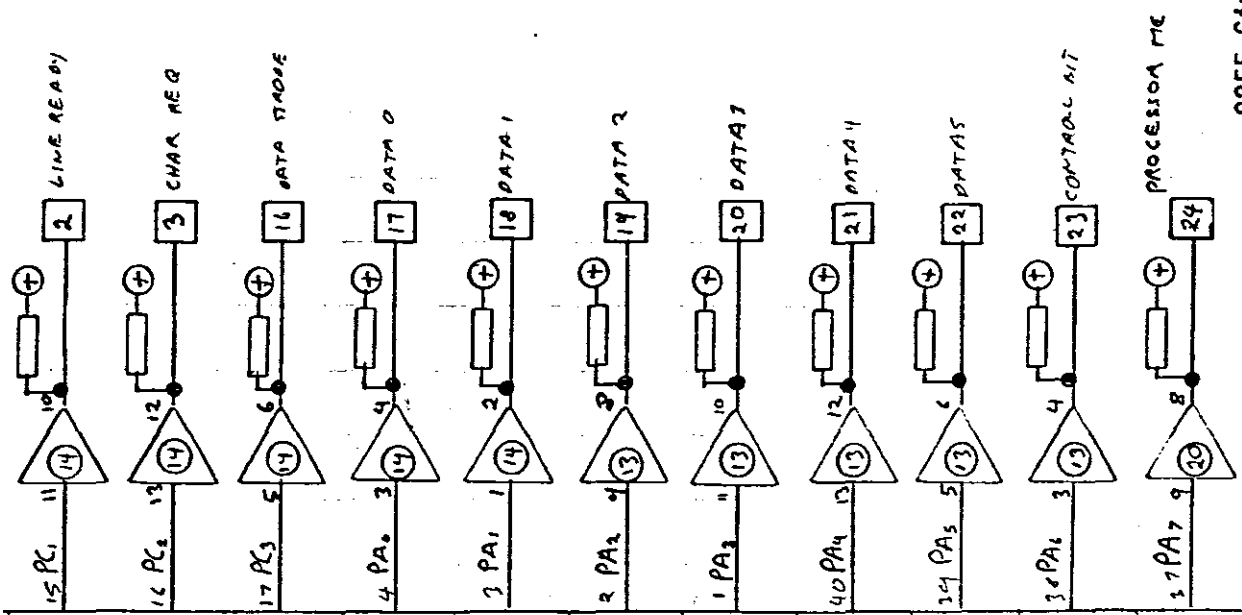 15 PC₁ 11 14 10 + 2 LINE READY
16 PC₂ 13 14 12 + 3 CHAR REQ
17 PC₃ 5 14 6 + 16 DATA STROBE
4 PA₀ 3 14 4 + 17 DATA 0
3 PA₁ 1 14 2 + 18 DATA 1
2 PA₂ 9 13 8 + 19 DATA 2
1 PA₃ 11 13 10 + 20 DATA 3
40 PA₄ 13 13 12 + 21 DATA 4
39 PA₅ 5 13 6 + 22 DATA 5
38 PA₆ 3 13 4 + 23 CONTROL BIT
37 PA₇ 9 20 8 + 24 PROCESSOR